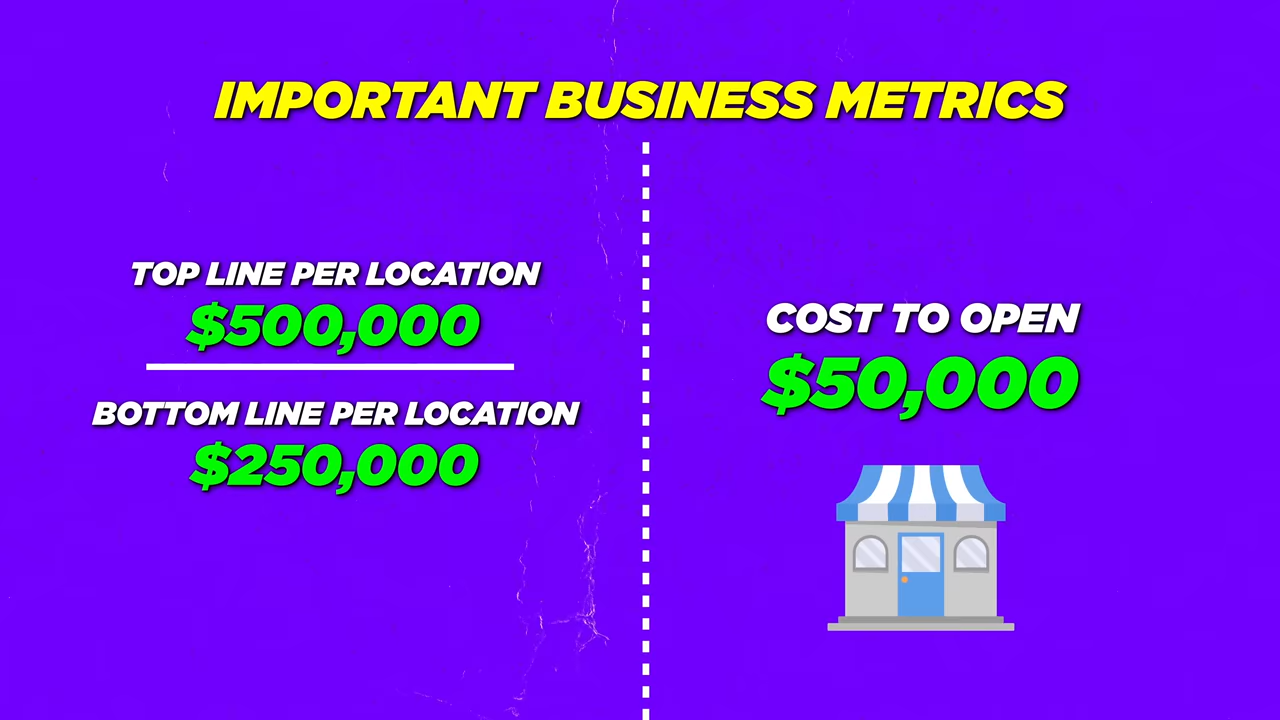 IMPORTANT BUSINESS METRICS
TOP LINE PER LOCATION
$500,000
BOTTOM LINE PER LOCATION
$250,000
COST TO OPEN
$50,000